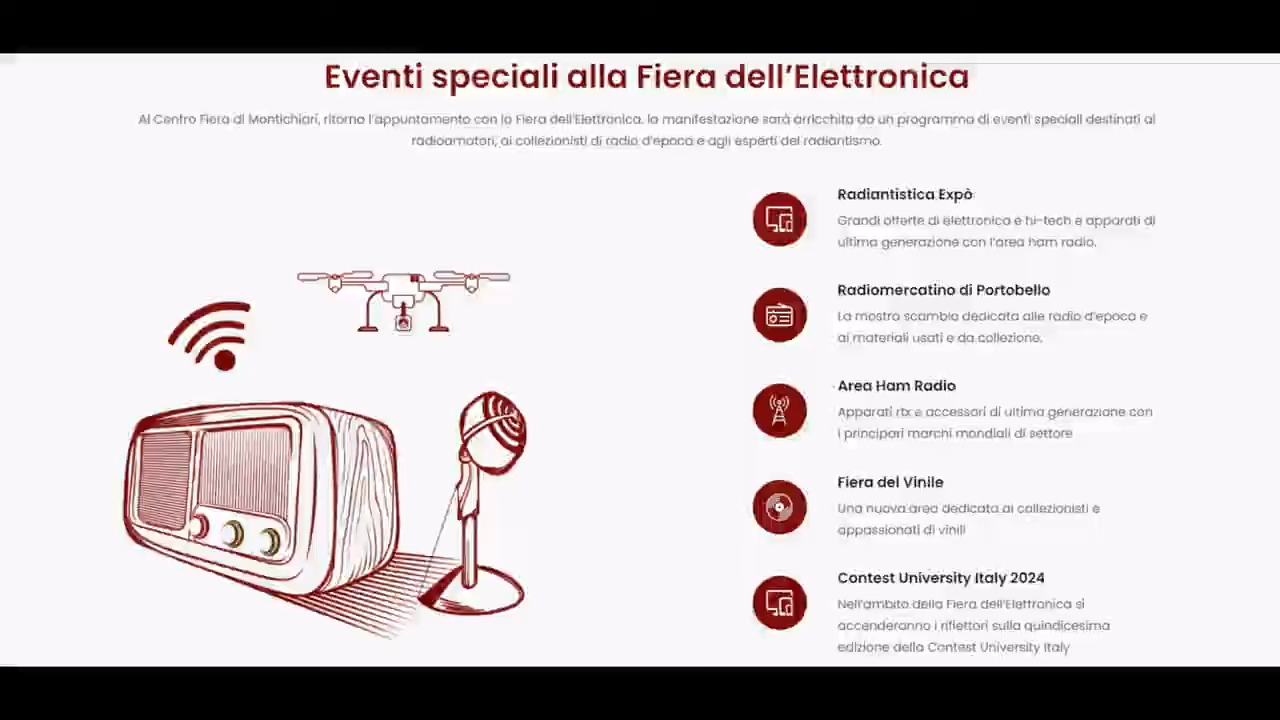 Eventi speciali alla Fiera dell'Elettronica
Al Centro Fiera di Montichiari, ritorna l'appuntamento con la Fiera dell'Elettronica. la manifestazione sarà arricchita da un programma di eventi speciali destinati ai
radioamatori, ai collezionisti di radio d'epoca e agli esperti del radiantismo.
Radiantistica Expò
Grandi offerte di elettronica e hi-tech e apparati di
ultima generazione con l'area ham radio.
Radiomercatino di Portobello
La mostra scambio dedicata alle radio d'epoca e
ai materiali usati e da collezione.
Area Ham Radio
Apparati rtx e accessori di ultima generazione con
i principari marchi mondiali di settore
Fiera del Vinile
Una nuova area dedicata ai collezionisti e
appassionati di vinili
Contest University Italy 2024
Nell'ambito della Fiera dell'Elettronica si
accenderanno i riflettori sulla quindicesima
edizione della Contest University Italy